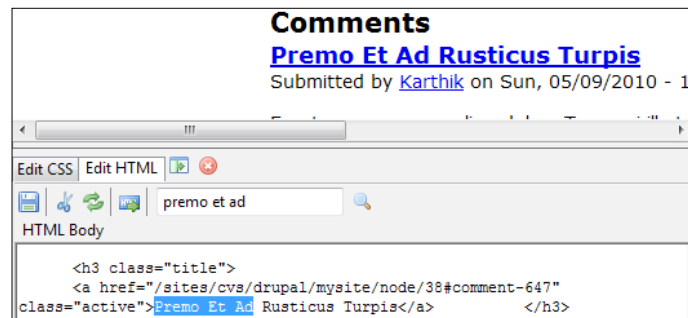 Comments
Premo Et Ad Rusticus Turpis
Submitted by Karthik on Sun, 05/09/2010 - 1
Edit CSS Edit HTML
premo et ad
HTML Body
<h3 class="title">
<a href="/sites/cvs/drupal/mysite/node/38#comment-647"
class="active">Premo Et Ad Rusticus Turpis</a> </h3>